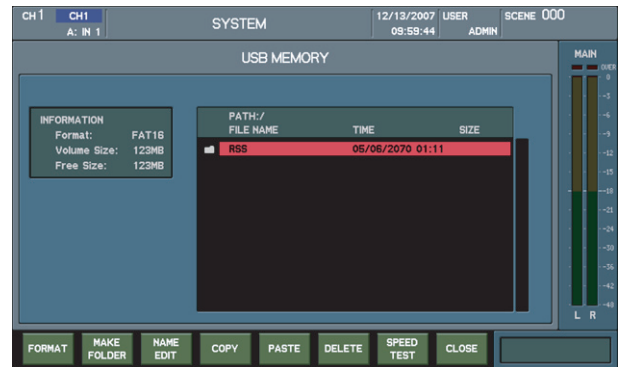 CH 1 CH1 SYSTEM 12/13/2007 USER SCENE 000
A: IN 1 09:59:44 ADMIN
USB MEMORY
MAIN
OVER
0
-3
-6
-9
-12
-15
-18
-21
-24
-30
-36
-42
-48
L R
INFORMATION
Format: FAT16
Volume Size: 123MB
Free Size: 123MB
PATH:/
FILE NAME TIME SIZE
RSS 05/06/2070 01:11
FORMAT
MAKE FOLDER
NAME EDIT
COPY
PASTE
DELETE
SPEED TEST
CLOSE